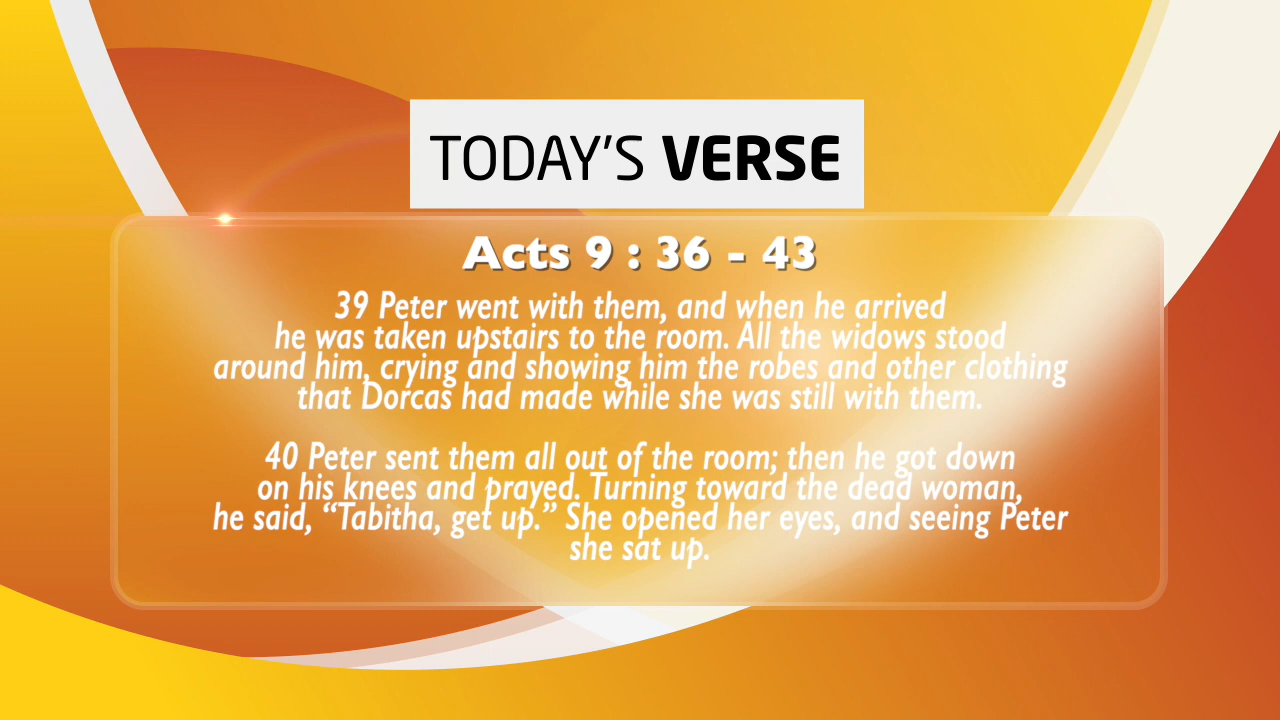 TODAY'S VERSE
Acts 9 : 36 - 43
39 Peter went with them, and when he arrived
he was taken upstairs to the room. All the widows stood
around him, crying and showing him the robes and other clothing
that Dorcas had made while she was still with them.
40 Peter sent them all out of the room; then he got down
on his knees and prayed. Turning toward the dead woman,
he said, “Tabitha, get up.” She opened her eyes, and seeing Peter
she sat up.